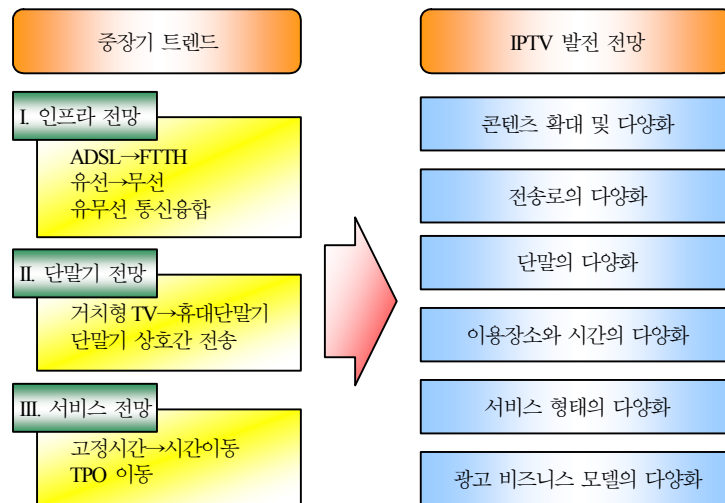 중장기 트렌드
I. 인프라 전망
ADSL→FTTH
유선→무선
유무선 통신융합
II. 단말기 전망
거치형 TV→휴대단말기
단말기 상호간 전송
III. 서비스 전망
고정시간→시간이동
TPO 이동
IPTV 발전 전망
콘텐츠 확대 및 다양화
전송로의 다양화
단말의 다양화
이용장소와 시간의 다양화
서비스 형태의 다양화
광고 비즈니스 모델의 다양화